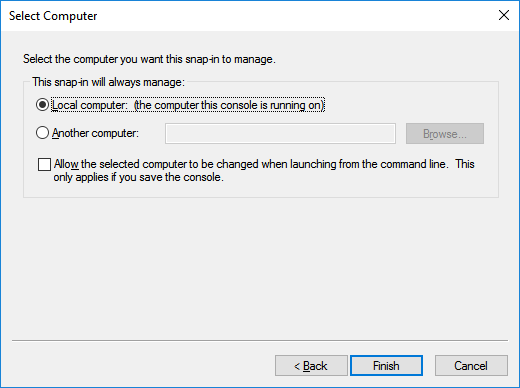 Select Computer
Select the computer you want this snap-in to manage.
This snap-in will always manage:
Local computer:  (the computer this console is running on)
Another computer:
Browse...
Allow the selected computer to be changed when launching from the command line.  This
only applies if you save the console.
< Back
Finish
Cancel